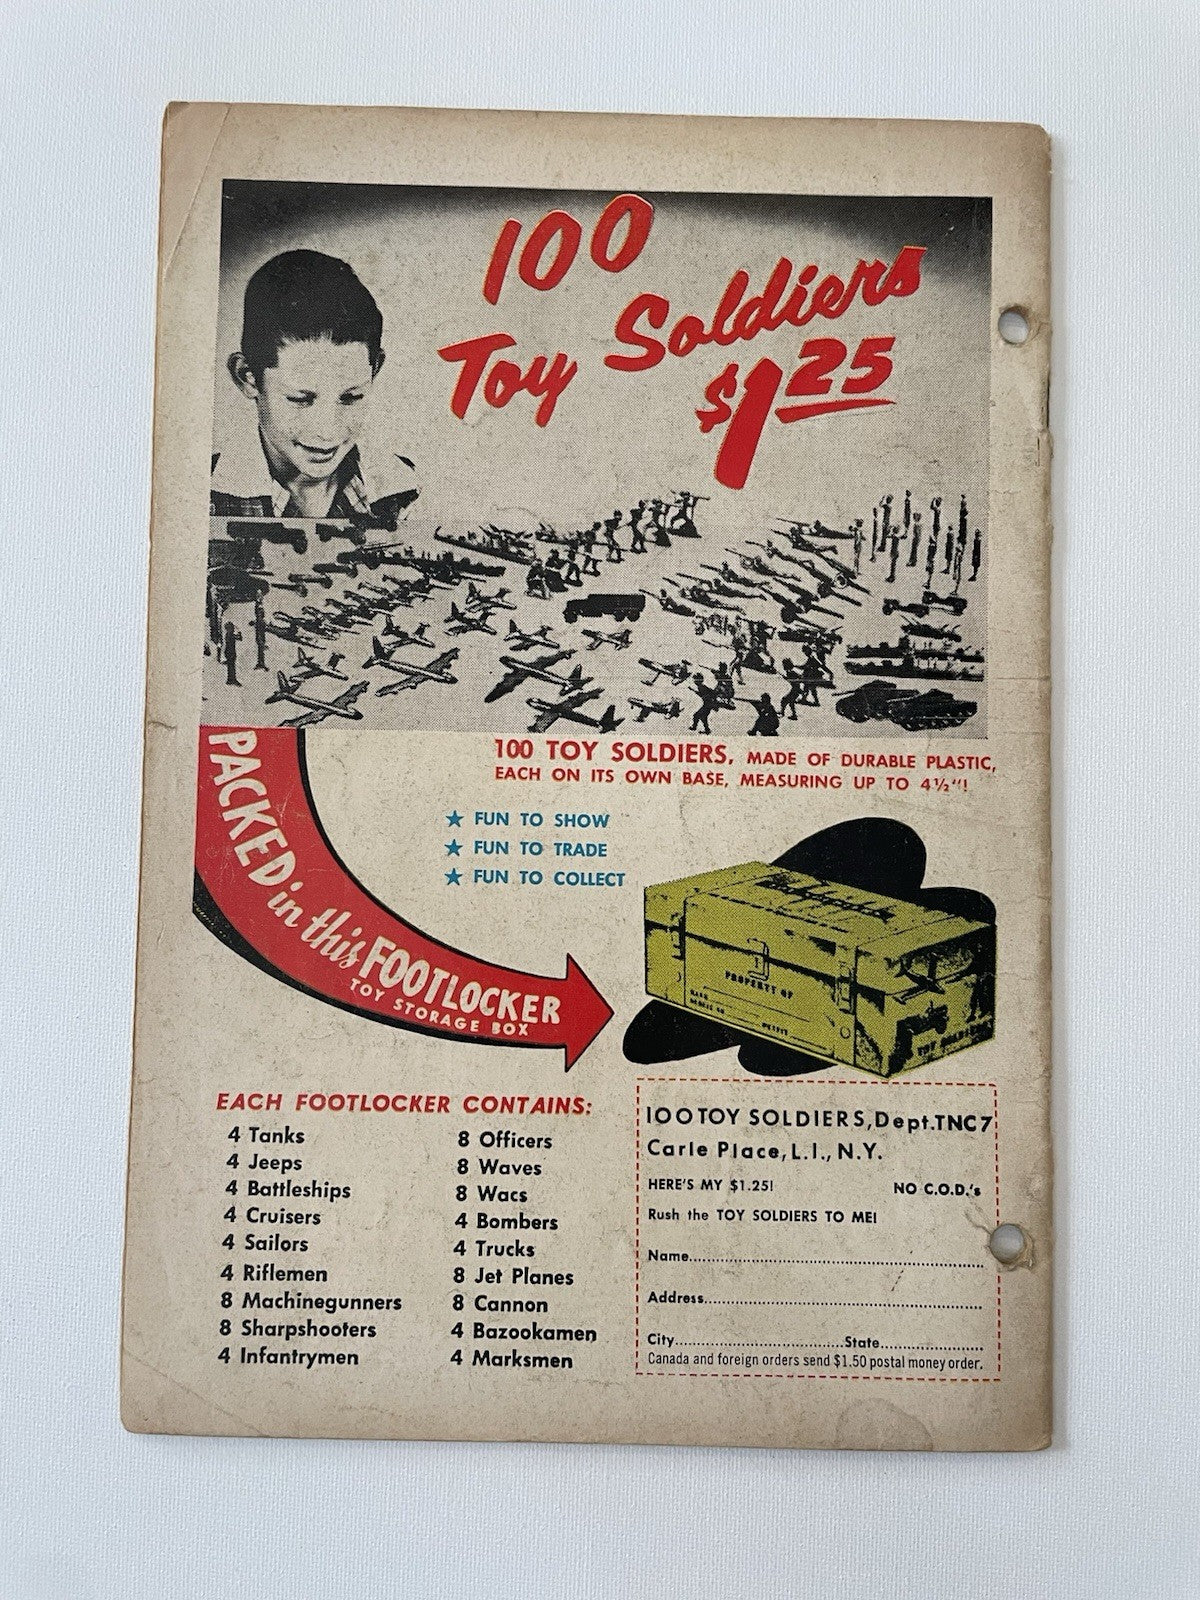 100
Toy Soldiers
$1 25
100 TOY SOLDIERS, MADE OF DURABLE PLASTIC,
EACH ON ITS OWN BASE, MEASURING UP TO 4½"!
★ FUN TO SHOW
★ FUN TO TRADE
★ FUN TO COLLECT
PACKED in this FOOTLOCKER
TOY STORAGE BOX
PROPERTY OF
TOY SOLDIERS
EACH FOOTLOCKER CONTAINS:
4 Tanks
4 Jeeps
4 Battleships
4 Cruisers
4 Sailors
4 Riflemen
8 Machinegunners
8 Sharpshooters
4 Infantrymen
8 Officers
8 Waves
8 Wacs
4 Bombers
4 Trucks
8 Jet Planes
8 Cannon
4 Bazookamen
4 Marksmen
100 TOY SOLDIERS, Dept. TNC7
Carle Place, L.I., N.Y.
HERE'S MY $1.25! NO C.O.D.'s
Rush the TOY SOLDIERS TO ME!
Name
Address
City State
Canada and foreign orders send $1.50 postal money order.